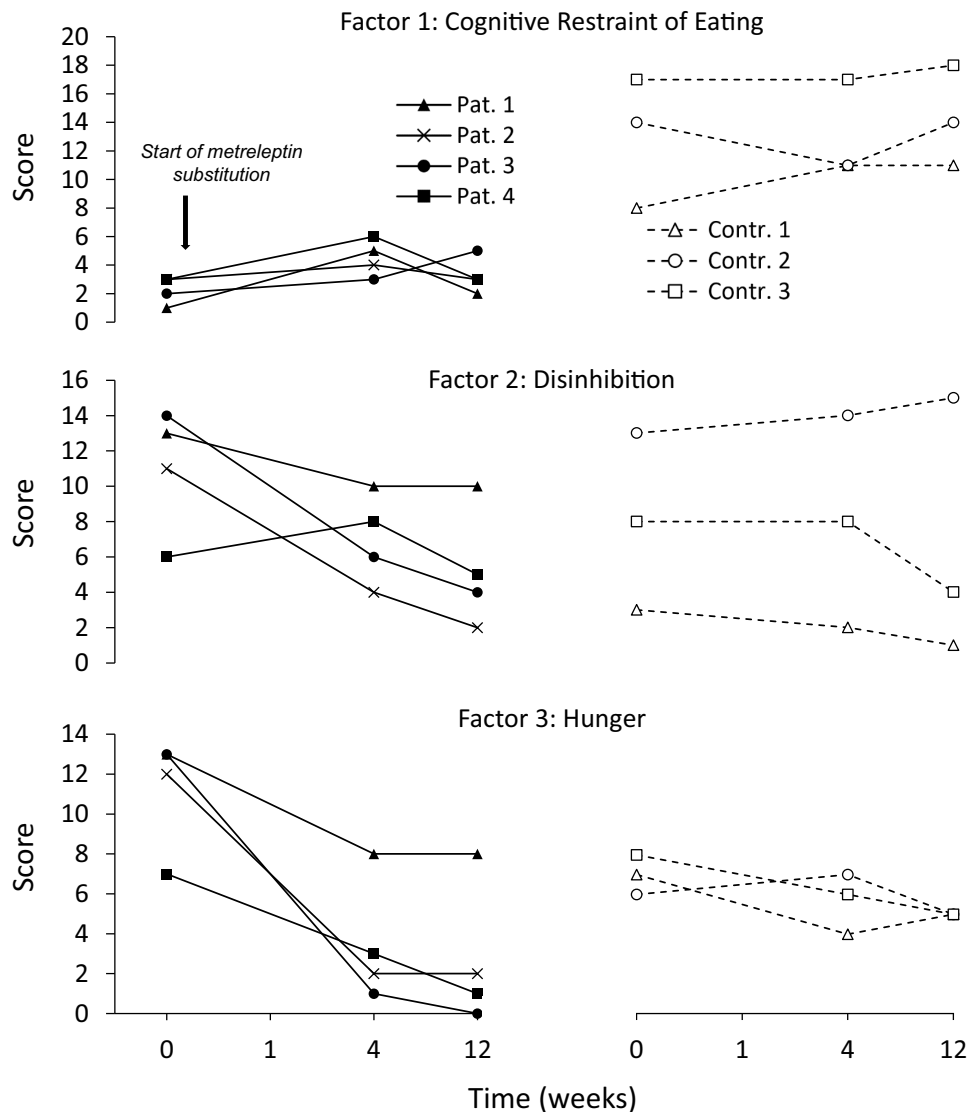 Factor 1: Cognitive Restraint of Eating
20
18
16
14
12
10
8
6
4
2
0
Score
Start of metreleptin
substitution
Pat. 1
Pat. 2
Pat. 3
Pat. 4
Contr. 1
Contr. 2
Contr. 3
Factor 2: Disinhibition
16
14
12
10
8
6
4
2
0
Score
Factor 3: Hunger
14
12
10
8
6
4
2
0
Score
0 1 4 12 0 1 4 12
Time (weeks)